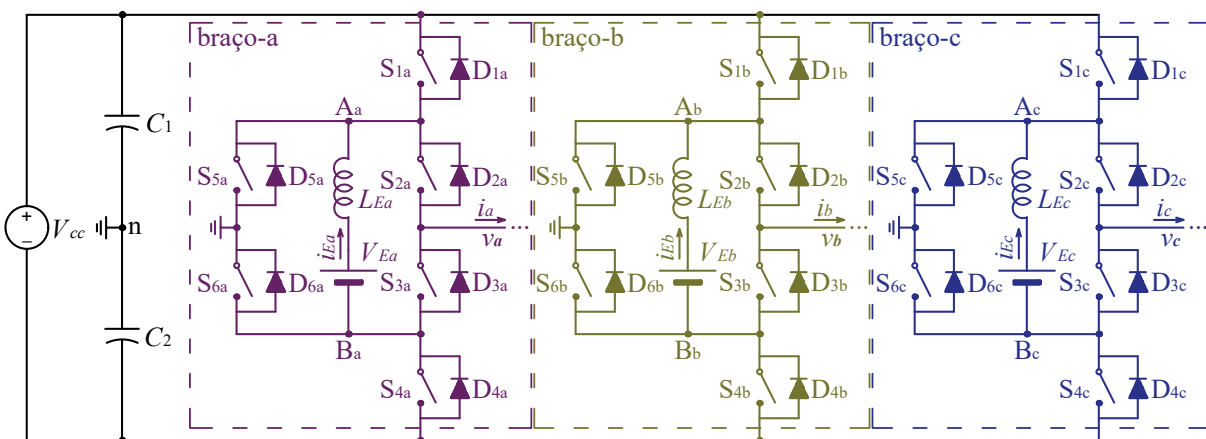 braço-a
braço-b
braço-c
S1a D1a
S1b D1b
S1c D1c
Aa
Ab
Ac
C1
S5a D5a LEa S2a D2a
S5b D5b LEb S2b D2b
S5c D5c LEc S2c D2c
Vcc
n
ia
va ...
ib
vb ...
ic
vc ...
iEa VEa
iEb VEb
iEc VEc
S6a D6a S3a D3a
S6b D6b S3b D3b
S6c D6c S3c D3c
C2
Ba
Bb
Bc
S4a D4a
S4b D4b
S4c D4c